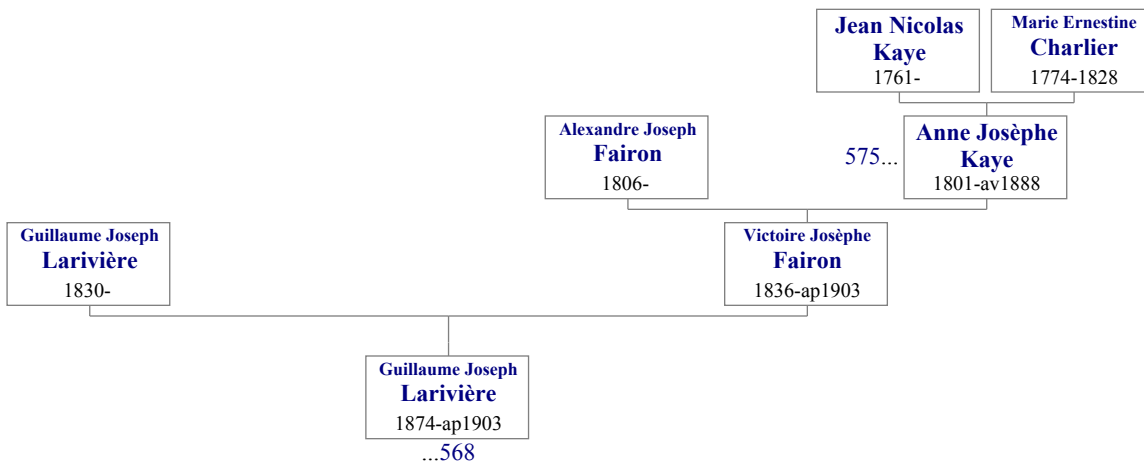 Jean Nicolas
Kaye
1761-
Marie Ernestine
Charlier
1774-1828
Alexandre Joseph
Fairon
1806-
575...
Anne Josèphe
Kaye
1801-av1888
Guillaume Joseph
Larivière
1830-
Victoire Josèphe
Fairon
1836-ap1903
Guillaume Joseph
Larivière
1874-ap1903
...568